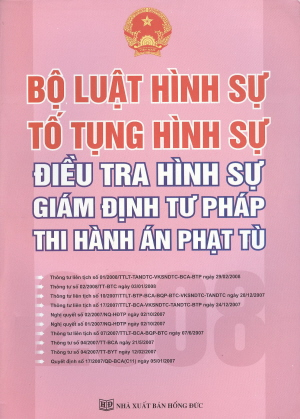 BỘ LUẬT HÌNH SỰ
TỐ TỤNG HÌNH SỰ
ĐIỀU TRA HÌNH SỰ
GIÁM ĐỊNH TƯ PHÁP
THI HÀNH ÁN PHẠT TÙ
08
Thông tư liên tịch số 01/2008/TTLT-TANDTC-VKSNDTC-BCA-BTP ngày 29/02/2008
Thông tư số 02/2008/TT-BTC ngày 03/01/2008
Thông tư liên tịch số 10/2007/TTLT-BTP-BCA-BQP-BTC-VKSNDTC-TANDTC ngày 28/12/2007
Thông tư liên tịch số 17/2007/TTLT-BCA-VKSNDTC-TANDTC-BTP ngày 24/12/2007
Nghị quyết số 02/2007/NQ-HĐTP ngày 02/10/2007
Nghị quyết số 01/2007/NQ-HĐTP ngày 02/10/2007
Thông tư liên tịch số 07/2007/TTLT-BCA-BQP-BTC ngày 07/6/2007
Thông tư số 04/2007/TT-BCA ngày 21/5/2007
Thông tư số 04/2007/TT-BYT ngày 12/02/2007
Quyết định số 17/2007/QĐ-BCA(C11) ngày 05/01/2007
HĐ NHÀ XUẤT BẢN HỒNG ĐỨC